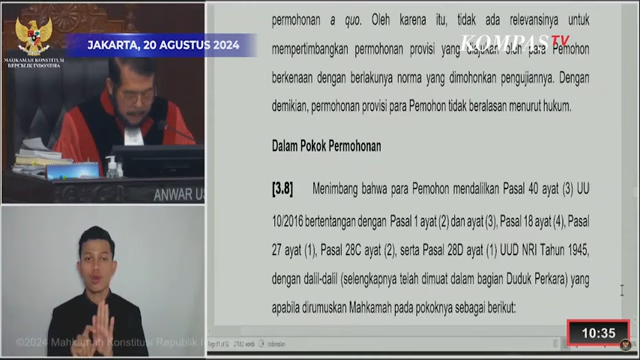 MAHKAMAH KONSTITUSI
REPUBLIK INDONESIA
JAKARTA, 20 AGUSTUS 2024
KOMPASTV
permohonan a quo. Oleh karena itu, tidak ada relevansinya untuk
mempertimbangkan permohonan provisi yang diajukan oleh para Pemohon
berkenaan dengan berlakunya norma yang dimohonkan pengujiannya. Dengan
demikian, permohonan provisi para Pemohon tidak beralasan menurut hukum.
Dalam Pokok Permohonan
[3.8] Menimbang bahwa para Pemohon mendalilkan Pasal 40 ayat (3) UU
10/2016 bertentangan dengan Pasal 1 ayat (2) dan ayat (3), Pasal 18 ayat (4), Pasal
27 ayat (1), Pasal 28C ayat (2), serta Pasal 28D ayat (1) UUD NRI Tahun 1945,
dengan dalil-dalil (selengkapnya telah dimuat dalam bagian Duduk Perkara) yang
apabila dirumuskan Mahkamah pada pokoknya sebagai berikut:
ANWAR US
©2024 Mahkamah Konstitusi Republik
Indonesian
10:35